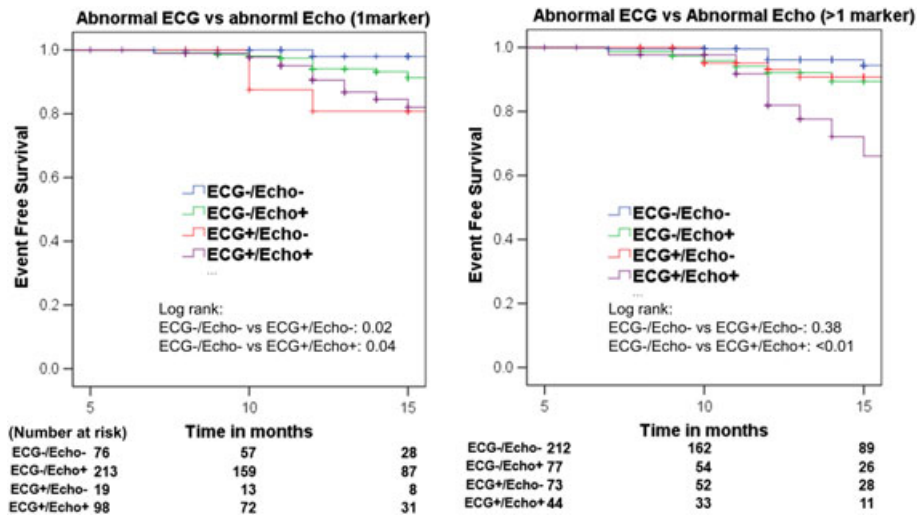 Abnormal ECG vs abnorml Echo (1marker)
1.0
0.8
0.6
0.4
0.2
0.0
Event Free Survival
ECG-/Echo-
ECG-/Echo+
ECG+/Echo-
ECG+/Echo+
...
Log rank:
ECG-/Echo- vs ECG+/Echo-: 0.02
ECG-/Echo- vs ECG+/Echo+: 0.04
5 10 15
(Number at risk) Time in months
ECG-/Echo- 76 57 28
ECG-/Echo+ 213 159 87
ECG+/Echo- 19 13 8
ECG+/Echo+ 98 72 31
Abnormal ECG vs Abnormal Echo (>1 marker)
1.0
0.8
0.6
0.4
0.2
0.0
Event Fee Survival
ECG-/Echo-
ECG-/Echo+
ECG+/Echo-
ECG+/Echo+
...
Log rank:
ECG-/Echo- vs ECG+/Echo-: 0.38
ECG-/Echo- vs ECG+/Echo+: <0.01
5 10 15
Time in months
ECG-/Echo- 212 162 89
ECG-/Echo+ 77 54 26
ECG+/Echo- 73 52 28
ECG+/Echo+ 44 33 11